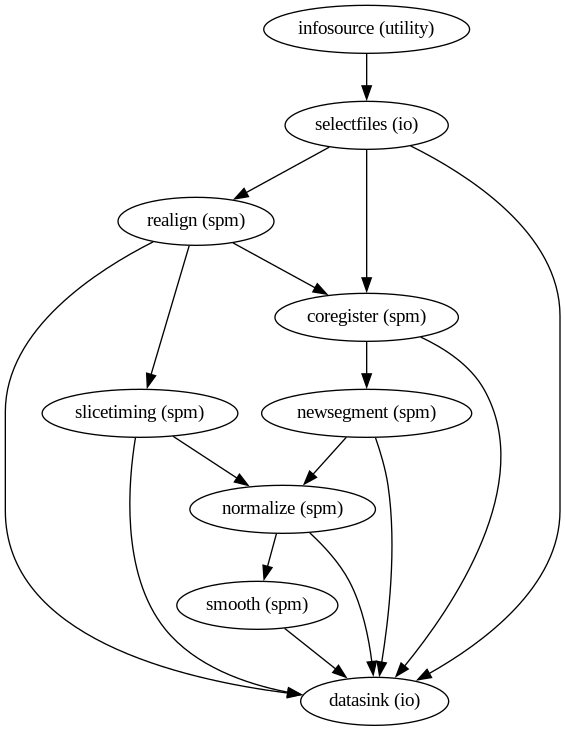 infosource (utility)
selectfiles (io)
realign (spm)
coregister (spm)
slicetiming (spm)
newsegment (spm)
normalize (spm)
smooth (spm)
datasink (io)